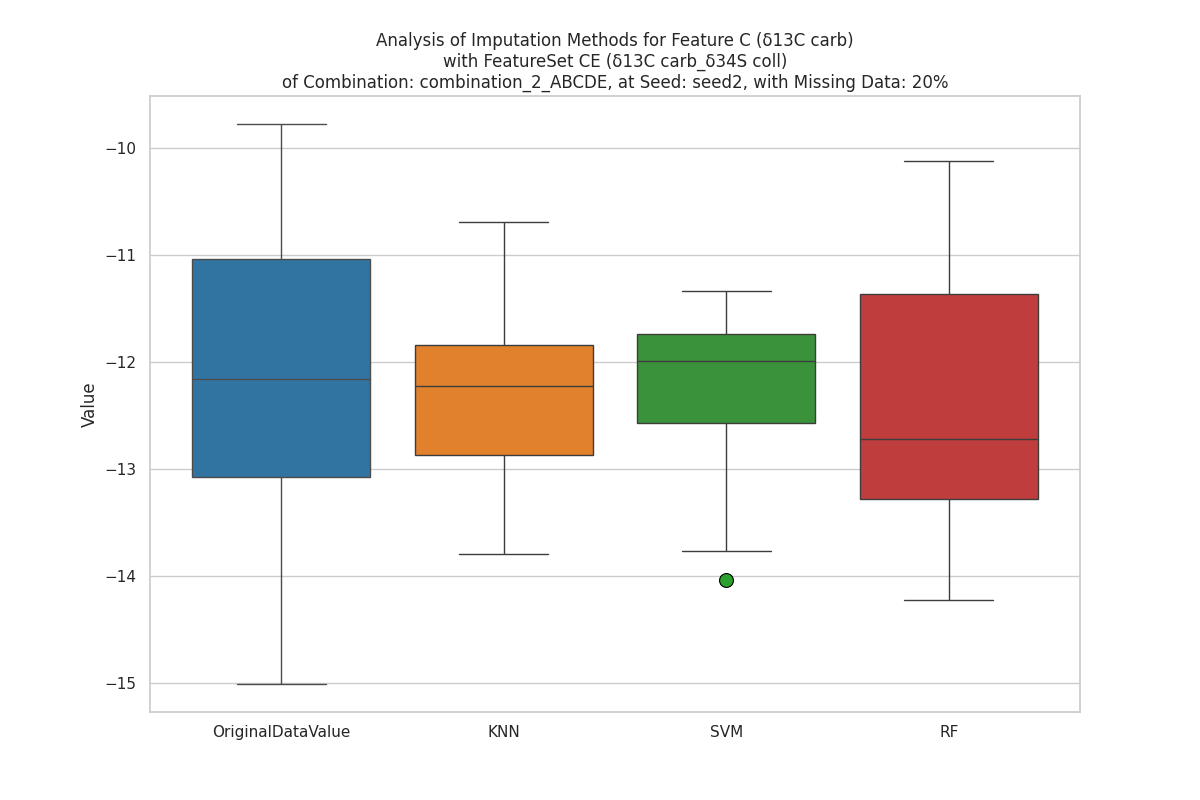 Analysis of Imputation Methods for Feature C (δ13C carb)
with FeatureSet CE (δ13C carb_δ34S coll)
of Combination: combination_2_ABCDE, at Seed: seed2, with Missing Data: 20%
Value
−10
−11
−12
−13
−14
−15
OriginalDataValue
KNN
SVM
RF